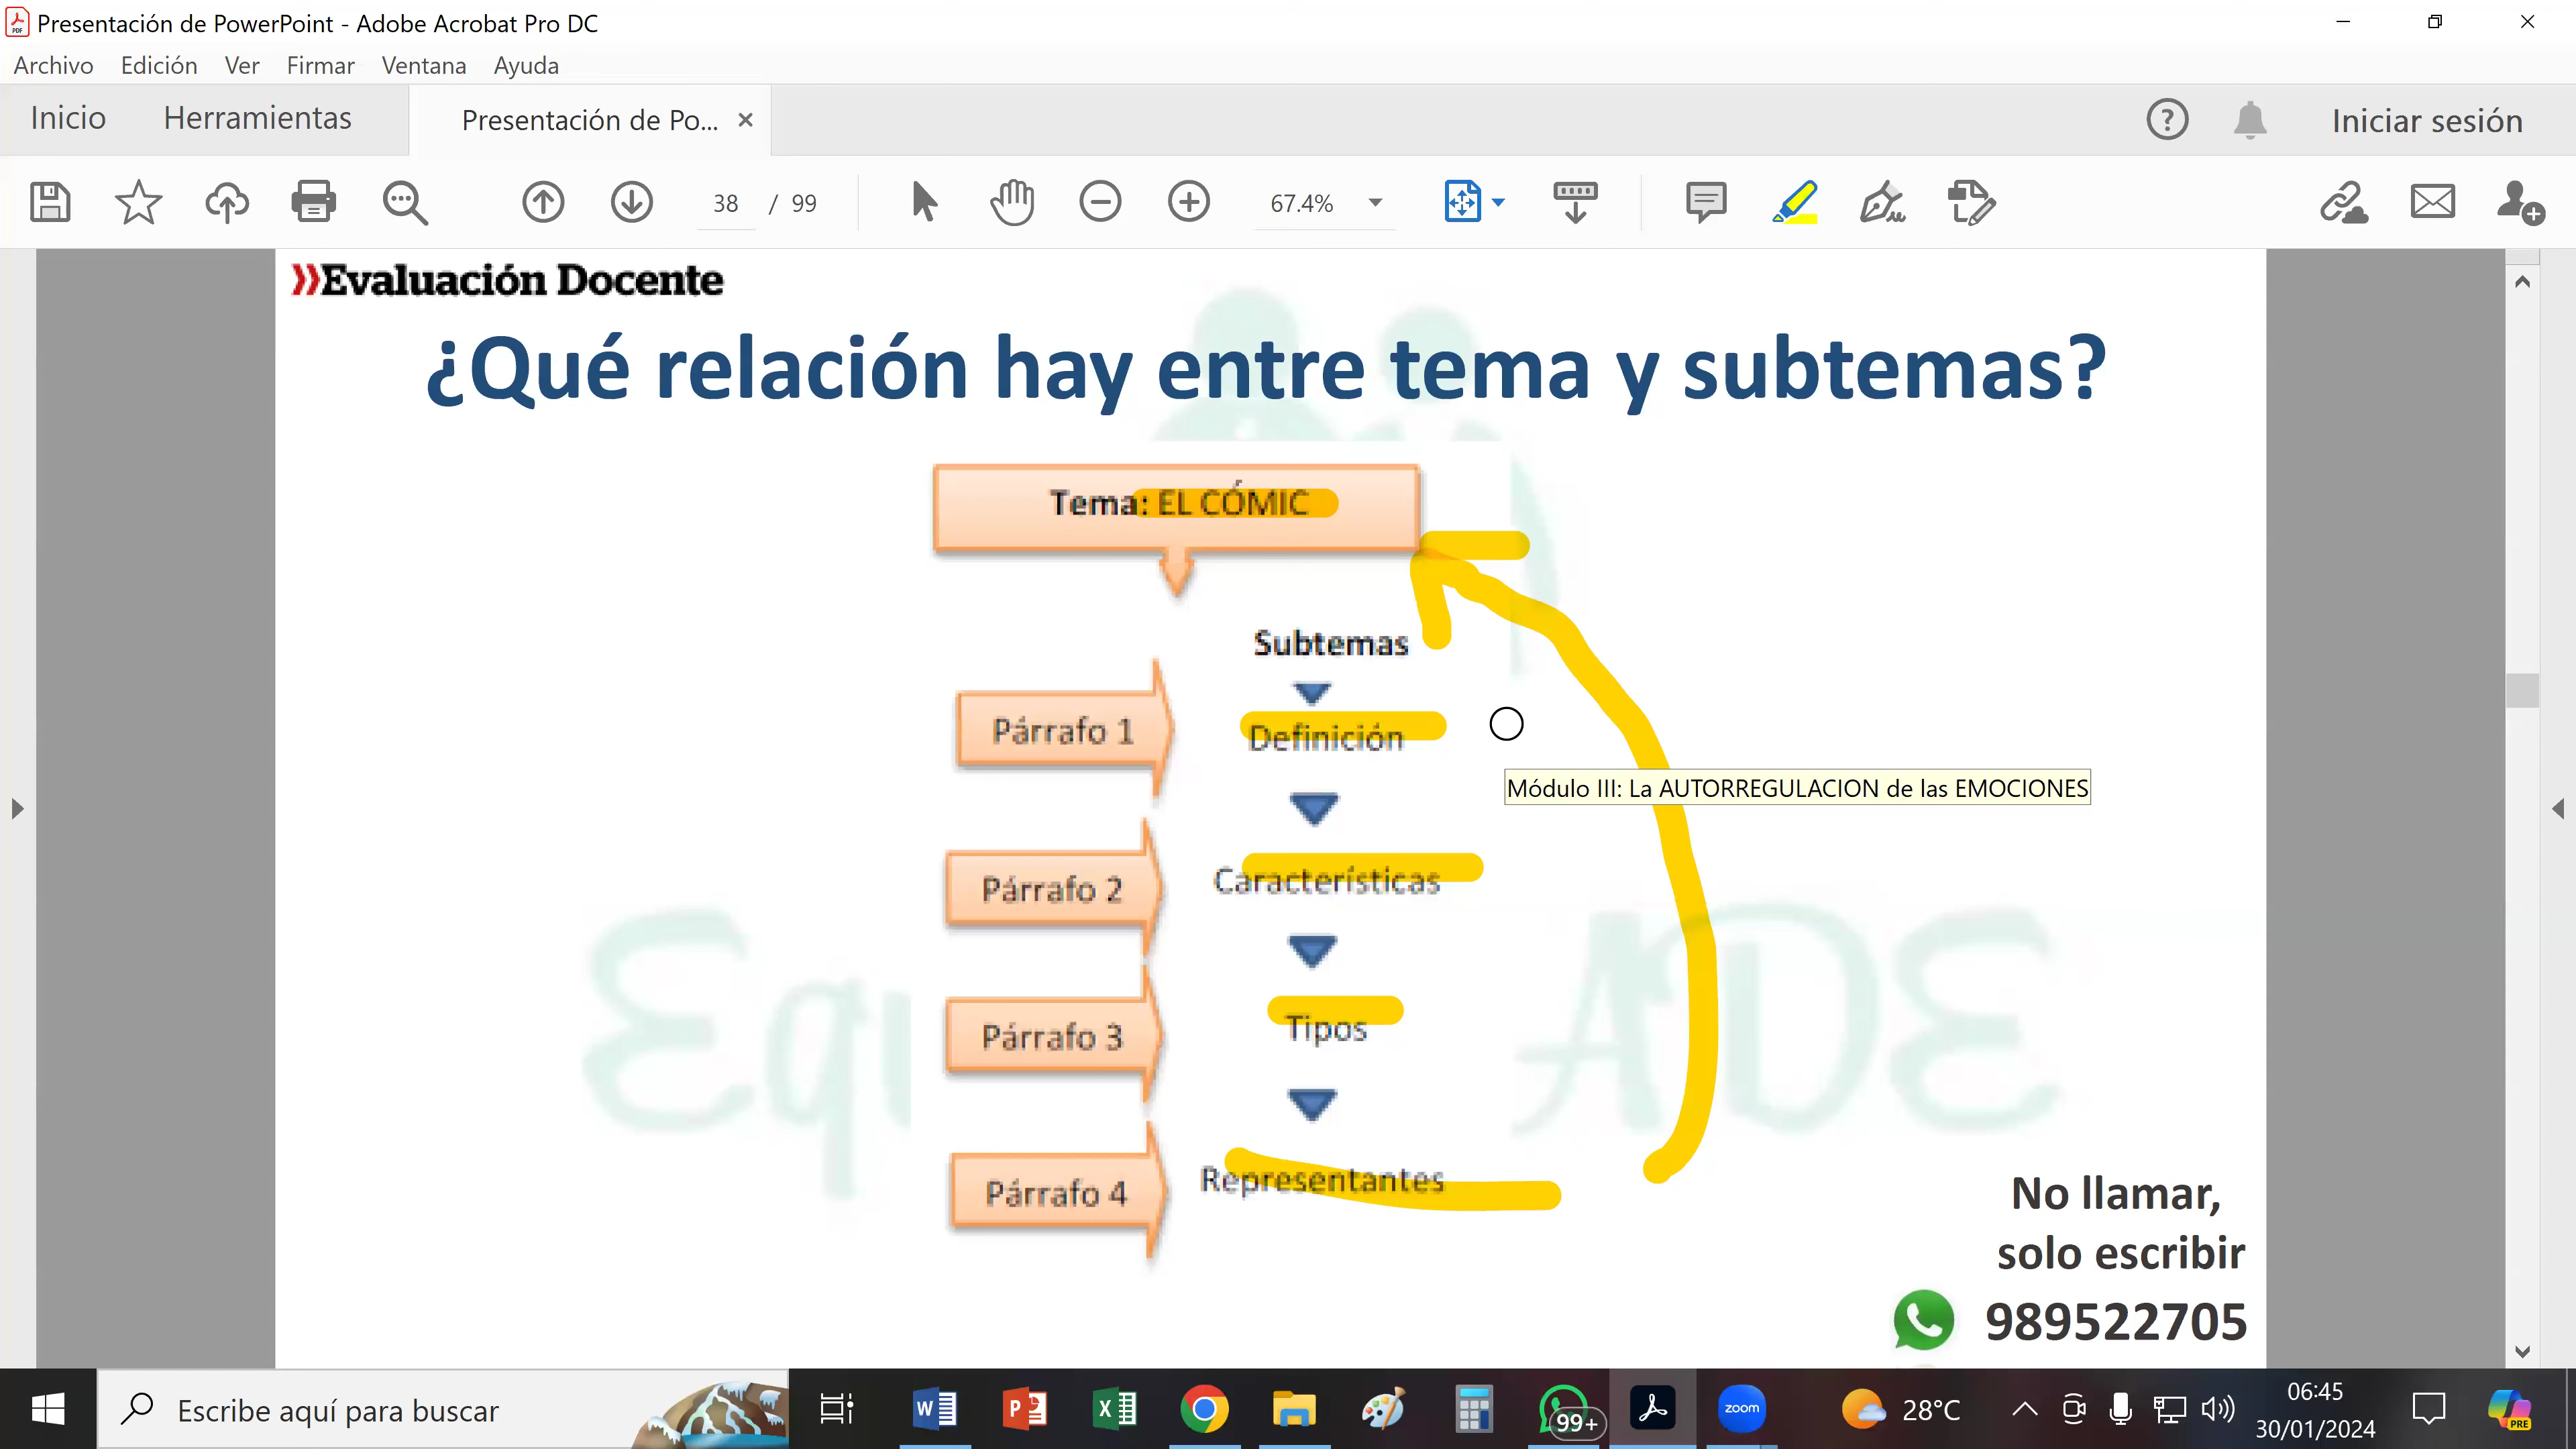 Presentación de PowerPoint - Adobe Acrobat Pro DC
Archivo Edición Ver Firmar Ventana Ayuda
Inicio Herramientas Presentación de Po... Iniciar sesión
38 / 99 67.4%
Evaluación Docente
¿Qué relación hay entre tema y subtemas?
Tema: EL CÓMIC
Subtemas
Párrafo 1 Definición
Módulo III: La AUTORREGULACION de las EMOCIONES
Párrafo 2 Características
Párrafo 3 Tipos
Párrafo 4 Representantes
ADE
No llamar,
solo escribir
989522705
Escribe aquí para buscar
99+
zoom
28°C
06:45
30/01/2024
PRE